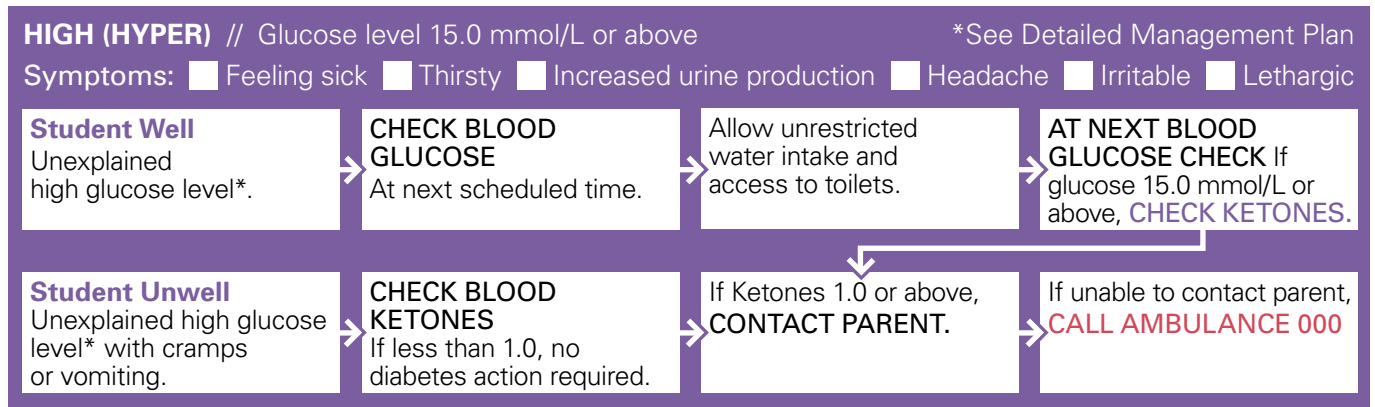 HIGH (HYPER) // Glucose level 15.0 mmol/L or above *See Detailed Management Plan
Symptoms: Feeling sick Thirsty Increased urine production Headache Irritable Lethargic
Student Well
Unexplained
high glucose level*.
CHECK BLOOD
GLUCOSE
At next scheduled time.
Allow unrestricted
water intake and
access to toilets.
AT NEXT BLOOD
GLUCOSE CHECK If
glucose 15.0 mmol/L or
above, CHECK KETONES.
Student Unwell
Unexplained high glucose
level* with cramps
or vomiting.
CHECK BLOOD
KETONES
If less than 1.0, no
diabetes action required.
If Ketones 1.0 or above,
CONTACT PARENT.
If unable to contact parent,
CALL AMBULANCE 000